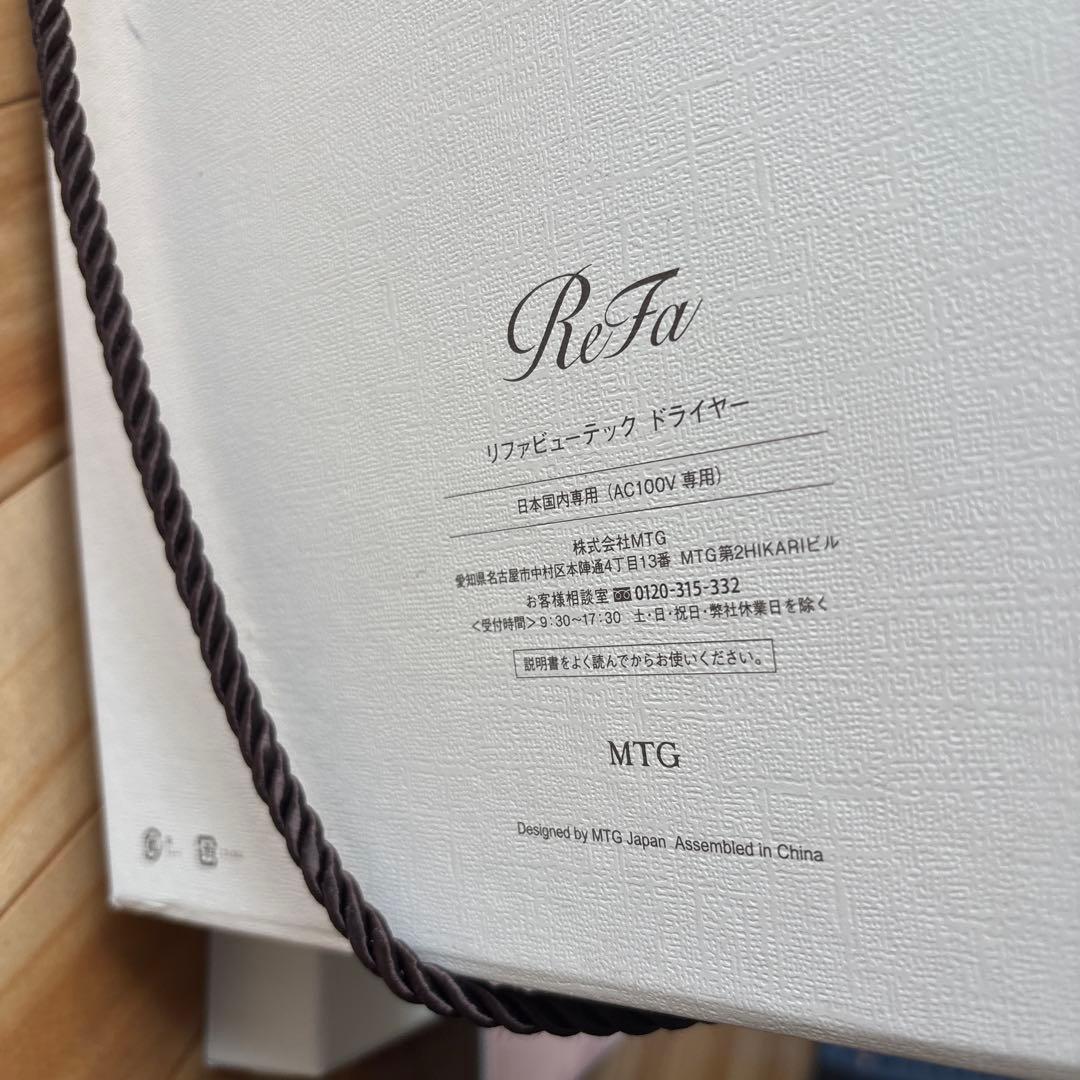 ReFa
リファビューテック ドライヤー
日本国内専用（AC100V 専用）
株式会社MTG
愛知県名古屋市中村区本陣通4丁目13番 MTG第2HIKARIビル
お客様相談室 0120-315-332
＜受付時間＞9:30〜17:30 土・日・祝日・弊社休業日を除く
説明書をよく読んでからお使いください。
MTG
Designed by MTG Japan Assembled in China